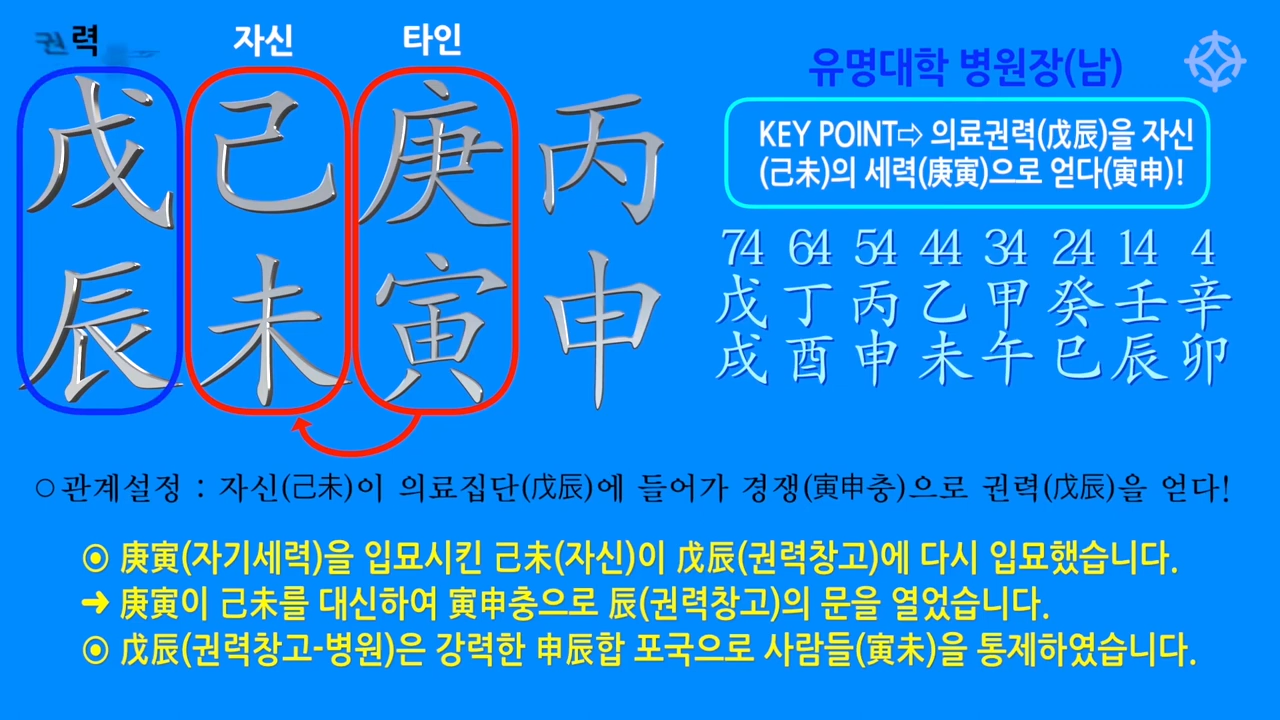 권력 자신 타인
유명대학 병원장(남)
戊 己 庚 丙
辰 未 寅 申
KEY POINT⇨ 의료권력(戊辰)을 자신
(己未)의 세력(庚寅)으로 얻다(寅申)!
74 64 54 44 34 24 14 4
戊 丁 丙 乙 甲 癸 壬 辛
戌 酉 申 未 午 巳 辰 卯
○관계설정 : 자신(己未)이 의료집단(戊辰)에 들어가 경쟁(寅申충)으로 권력(戊辰)을 얻다!
◉ 庚寅(자기세력)을 입묘시킨 己未(자신)이 戊辰(권력창고)에 다시 입묘했습니다.
➜ 庚寅이 己未를 대신하여 寅申충으로 辰(권력창고)의 문을 열었습니다.
◉ 戊辰(권력창고-병원)은 강력한 申辰합 포국으로 사람들(寅未)을 통제하였습니다.